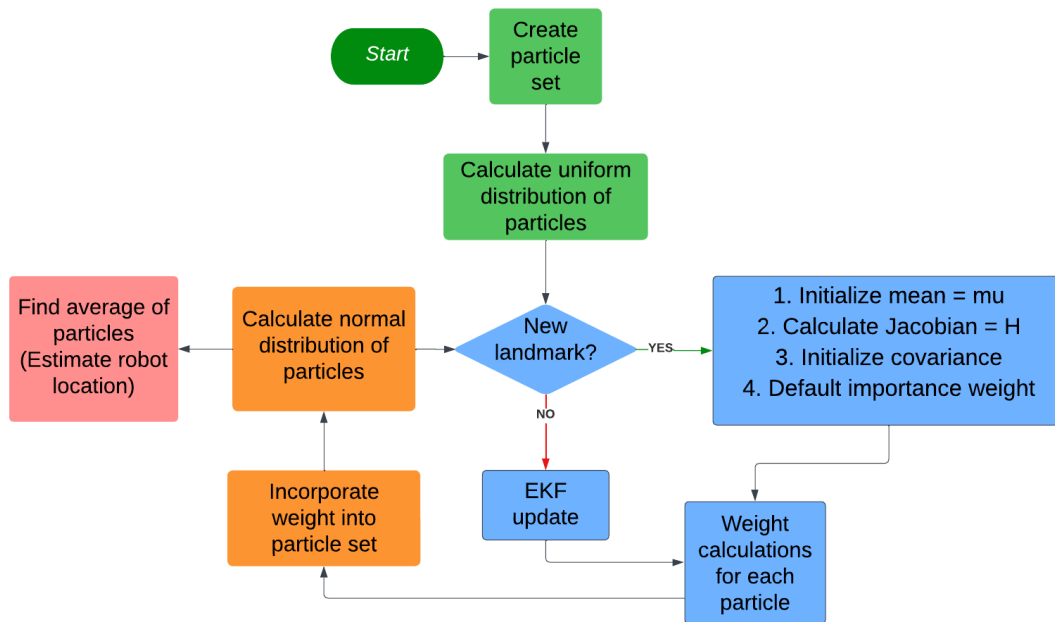 Start
Create
particle
set
Calculate uniform
distribution of
particles
Find average of
particles
(Estimate robot
location)
Calculate normal
distribution of
particles
New
landmark?
YES
1. Initialize mean = mu
2. Calculate Jacobian = H
3. Initialize covariance
4. Default importance weight
NO
Incorporate
weight into
particle set
EKF
update
Weight
calculations
for each
particle